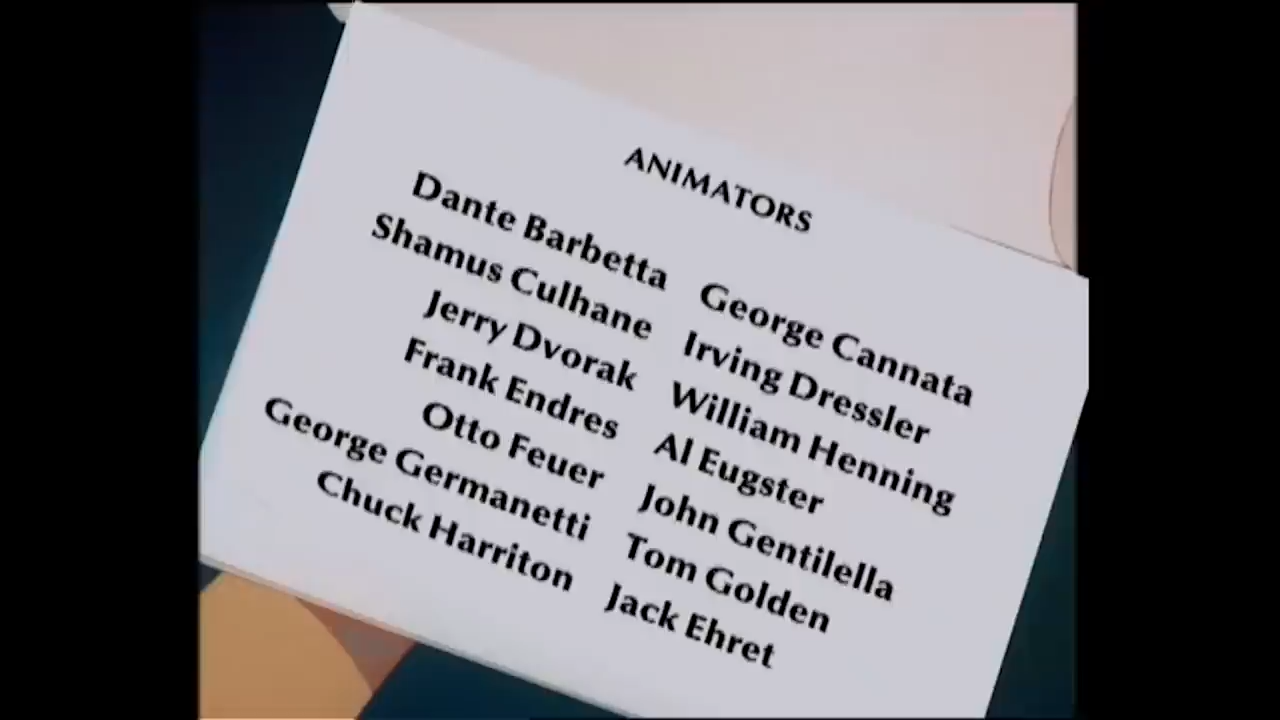 ANIMATORS
Dante Barbetta George Cannata
Shamus Culhane Irving Dressler
Jerry Dvorak William Henning
Frank Endres Al Eugster
Otto Feuer John Gentilella
George Germanetti Tom Golden
Chuck Harriton Jack Ehret